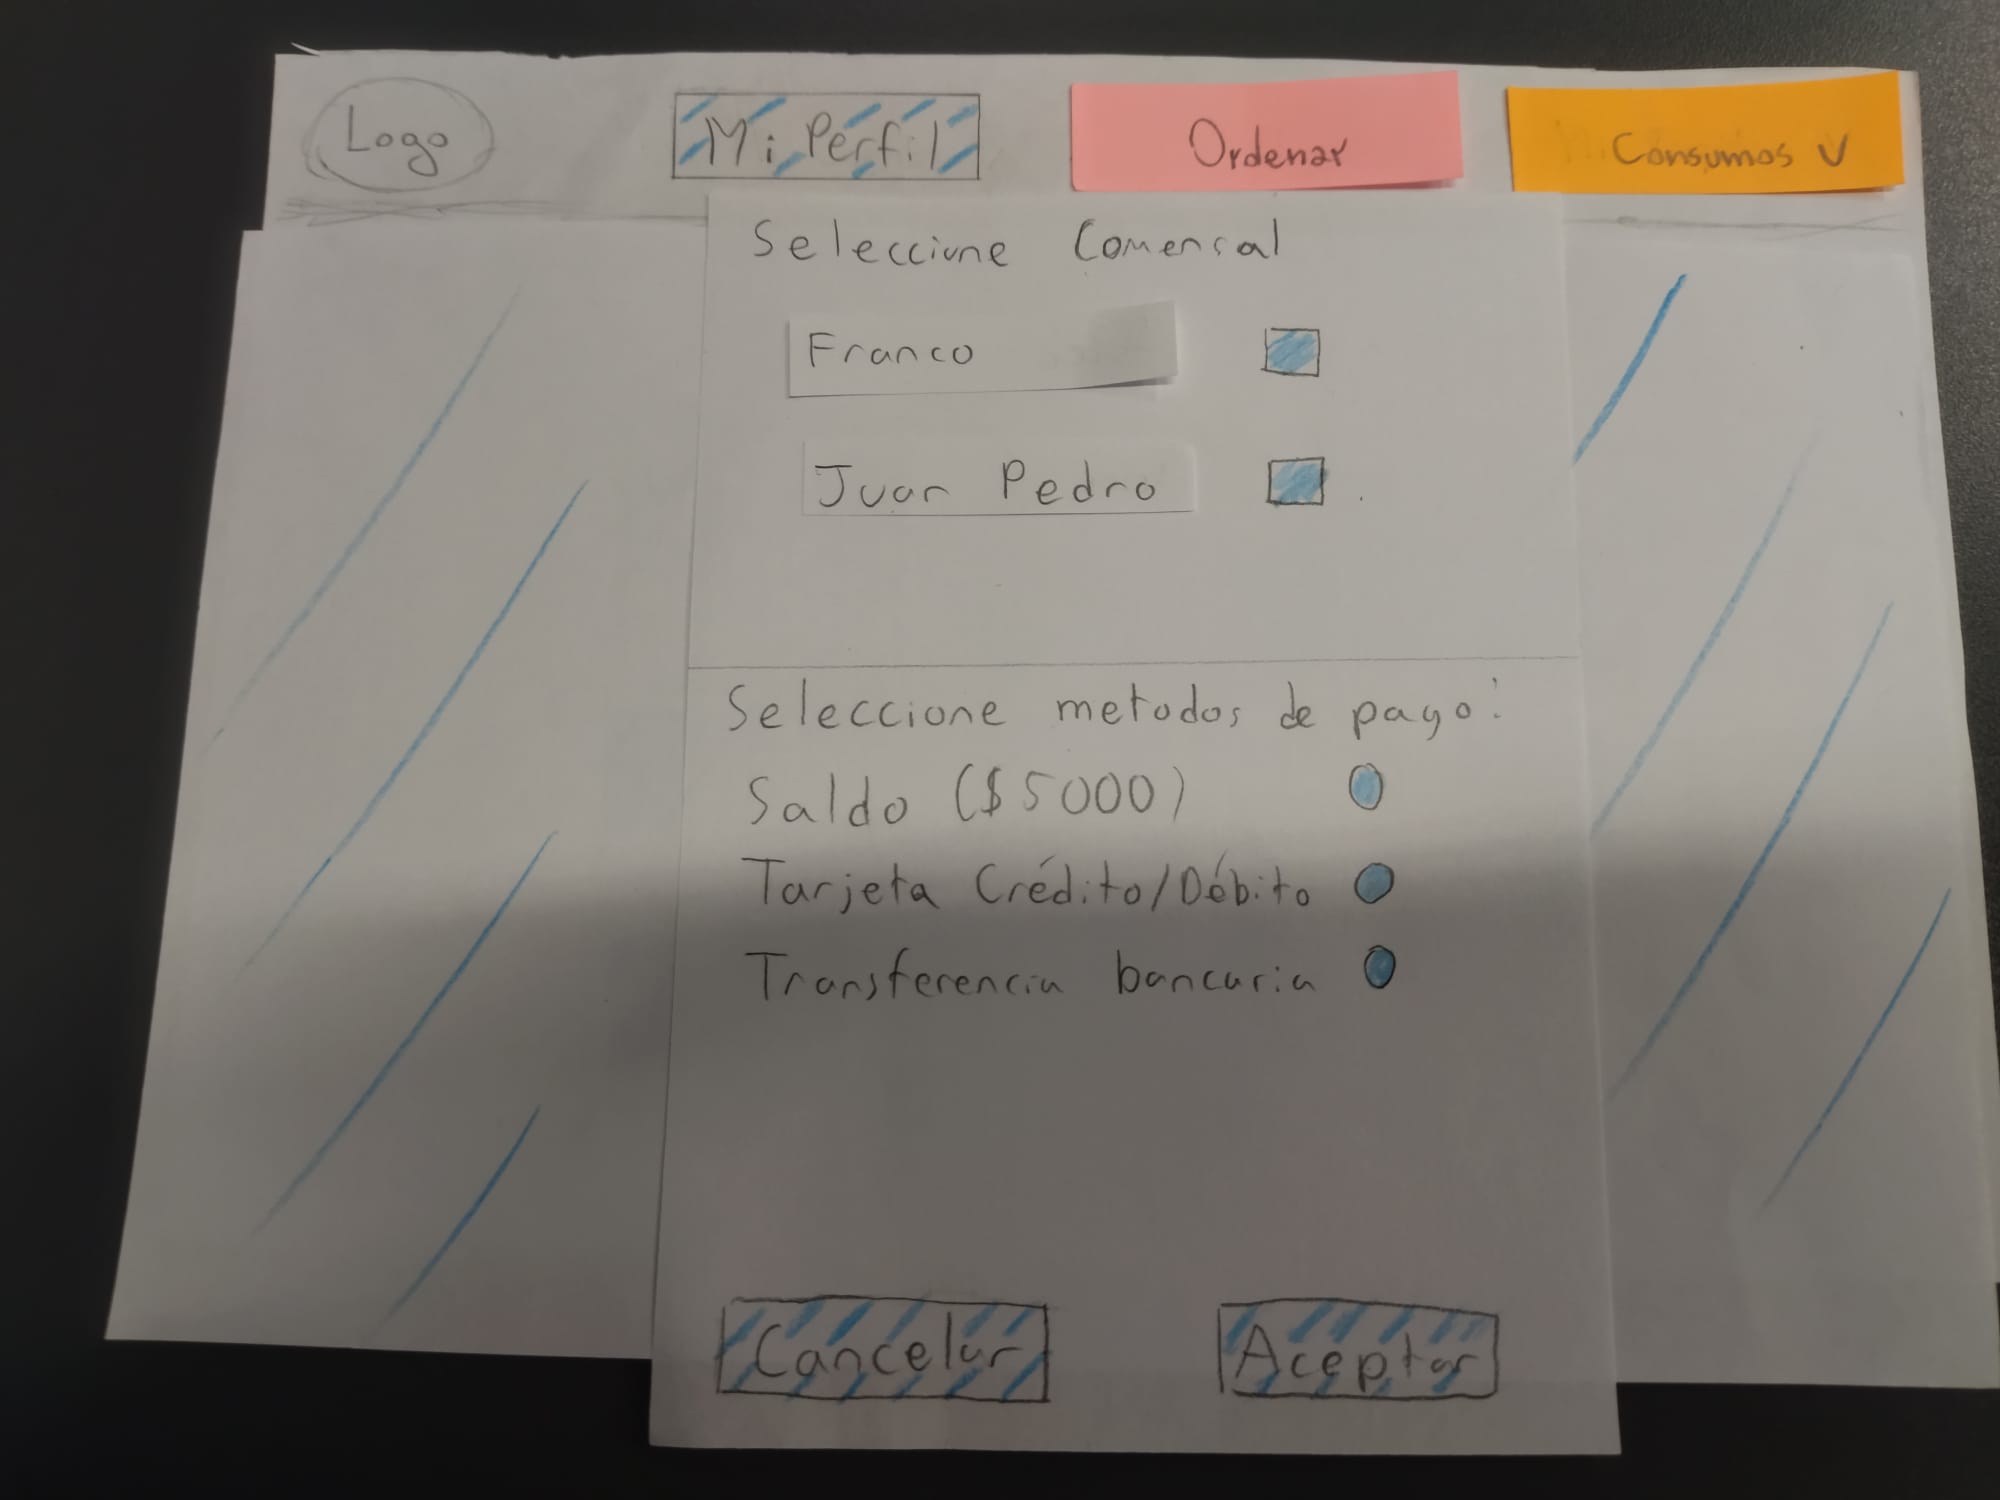 Logo
Mi Perfil
Ordenar
Consumos V
Seleccione Comensal
Franco
Juan Pedro
Seleccione metodos de pago:
Saldo ($5000)
Tarjeta Crédito/Débito
Transferencia bancaria
Cancelar
Aceptar